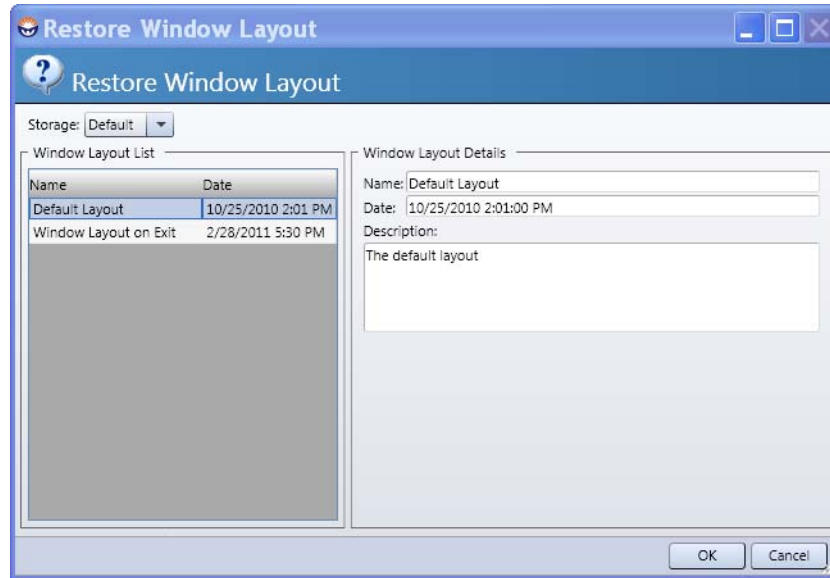 Restore Window Layout
Restore Window Layout
Storage: Default
Window Layout List
Name Date
Default Layout 10/25/2010 2:01 PM
Window Layout on Exit 2/28/2011 5:30 PM
Window Layout Details
Name: Default Layout
Date: 10/25/2010 2:01:00 PM
Description:
The default layout
OK Cancel